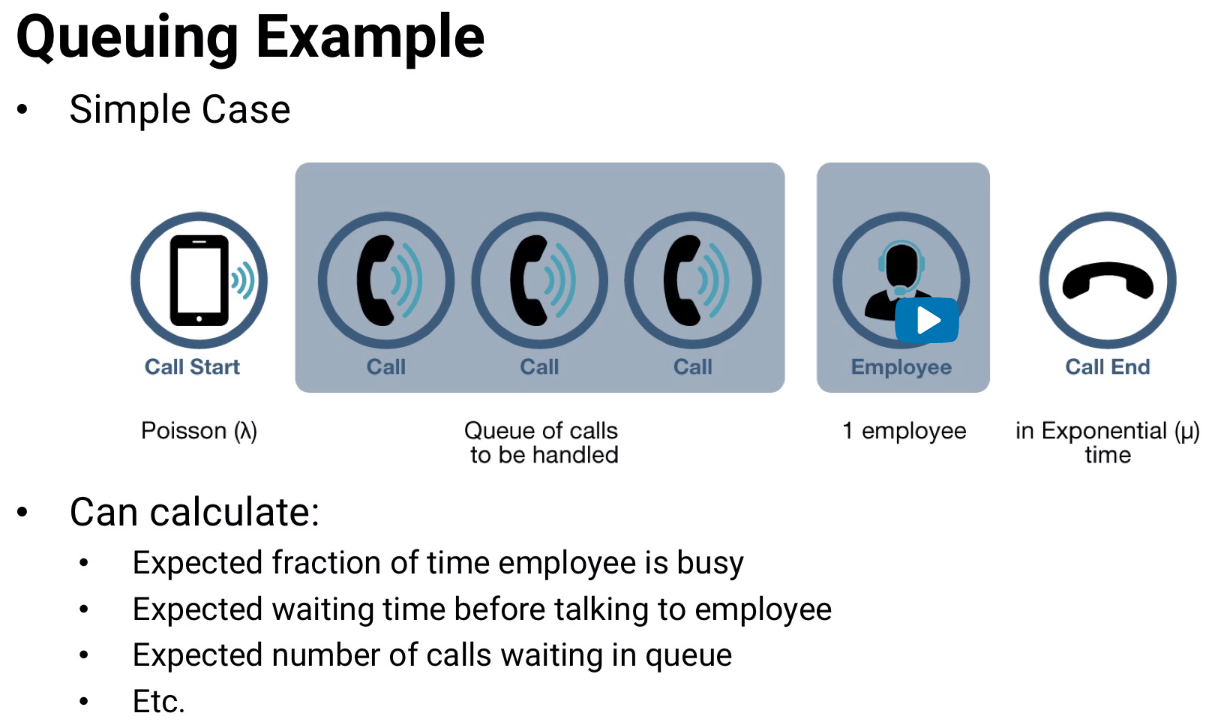 Queuing Example
• Simple Case
Call Start
Call
Call
Call
Employee
Call End
Poisson (λ)
Queue of calls
to be handled
1 employee
in Exponential (μ)
time
• Can calculate:
• Expected fraction of time employee is busy
• Expected waiting time before talking to employee
• Expected number of calls waiting in queue
• Etc.